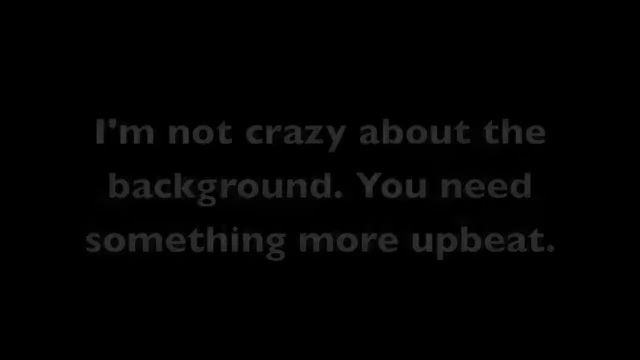 I'm not crazy about the
background. You need
something more upbeat.